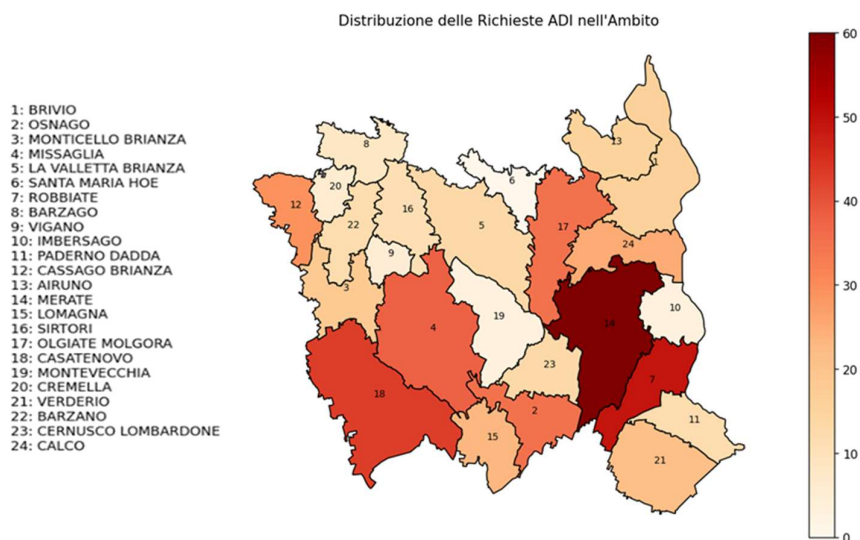 Distribuzione delle Richieste ADI nell'Ambito
1: BRIVIO
2: OSNAGO
3: MONTICELLO BRIANZA
4: MISSAGLIA
5: LA VALLETTA BRIANZA
6: SANTA MARIA HOE
7: ROBBIATE
8: BARZAGO
9: VIGANO
10: IMBERSAGO
11: PADERNO DADDA
12: CASSAGO BRIANZA
13: AIRUNO
14: MERATE
15: LOMAGNA
16: SIRTORI
17: OLGIATE MOLGORA
18: CASATENOVO
19: MONTEVECCHIA
20: CREMELLA
21: VERDERIO
22: BARZANO
23: CERNUSCO LOMBARDONE
24: CALCO
13
8
1
6
20
12
16
22
5
17
24
9
3
10
19
14
4
23
7
18
2
11
15
21
60
50
40
30
20
10
0